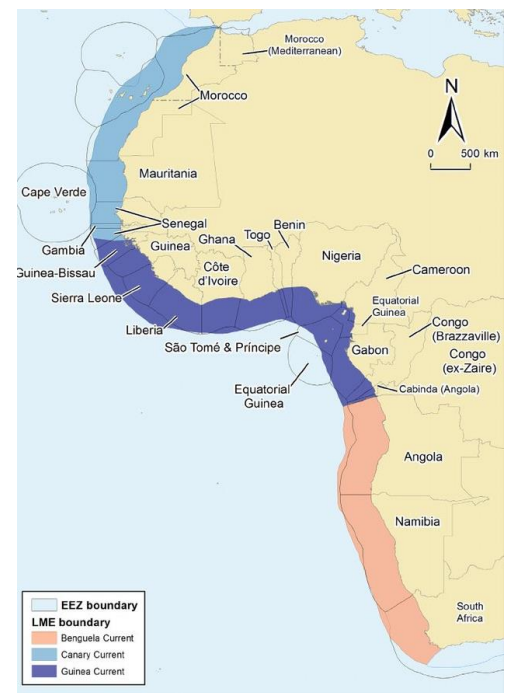 Morocco
(Mediterranean)
Morocco
N
0 500 km
Mauritania
Cape Verde
Senegal
Gambia
Guinea
Ghana
Togo
Benin
Nigeria
Guinea-Bissau
Côte
d'Ivoire
Cameroon
Sierra Leone
Equatorial
Guinea
Congo
(Brazzaville)
Liberia
São Tomé & Príncipe
Gabon
Congo
(ex-Zaire)
Equatorial
Guinea
Cabinda (Angola)
Angola
Namibia
South
Africa
EEZ boundary
LME boundary
Benguela Current
Canary Current
Guinea Current